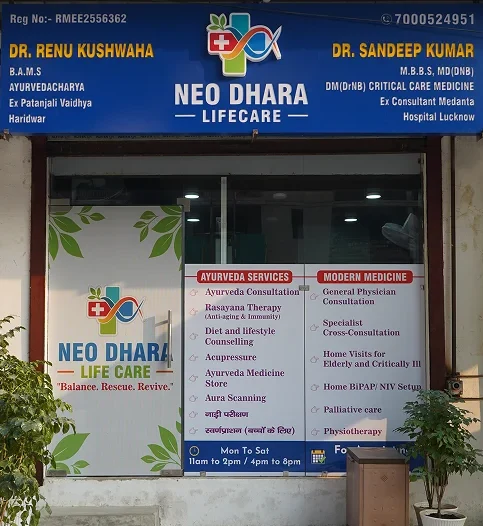 Reg No:- RMEE2556362
7000524951
DR. RENU KUSHWAHA
B.A.M.S
AYURVEDACHARYA
Ex Patanjali Vaidhya
Haridwar
NEO DHARA
LIFECARE
DR. SANDEEP KUMAR
M.B.B.S, MD(DNB)
DM(DrNB) CRITICAL CARE MEDICINE
Ex Consultant Medanta
Hospital Lucknow
NEO DHARA
LIFE CARE
"Balance. Rescue. Revive."
AYURVEDA SERVICES
Ayurveda Consultation
Rasayana Therapy
(Anti-aging & Immunity)
Diet and lifestyle
Counselling
Acupressure
Ayurveda Medicine
Store
Aura Scanning
नाड़ी परीक्षण
स्वर्णप्राशन (बच्चों के लिए)
Mon To Sat
11am to 2pm / 4pm to 8pm
MODERN MEDICINE
General Physician
Consultation
Specialist
Cross-Consultation
Home Visits for
Elderly and Critically Ill
Home BiPAP/ NIV Setup
Palliative care
Physiotherapy